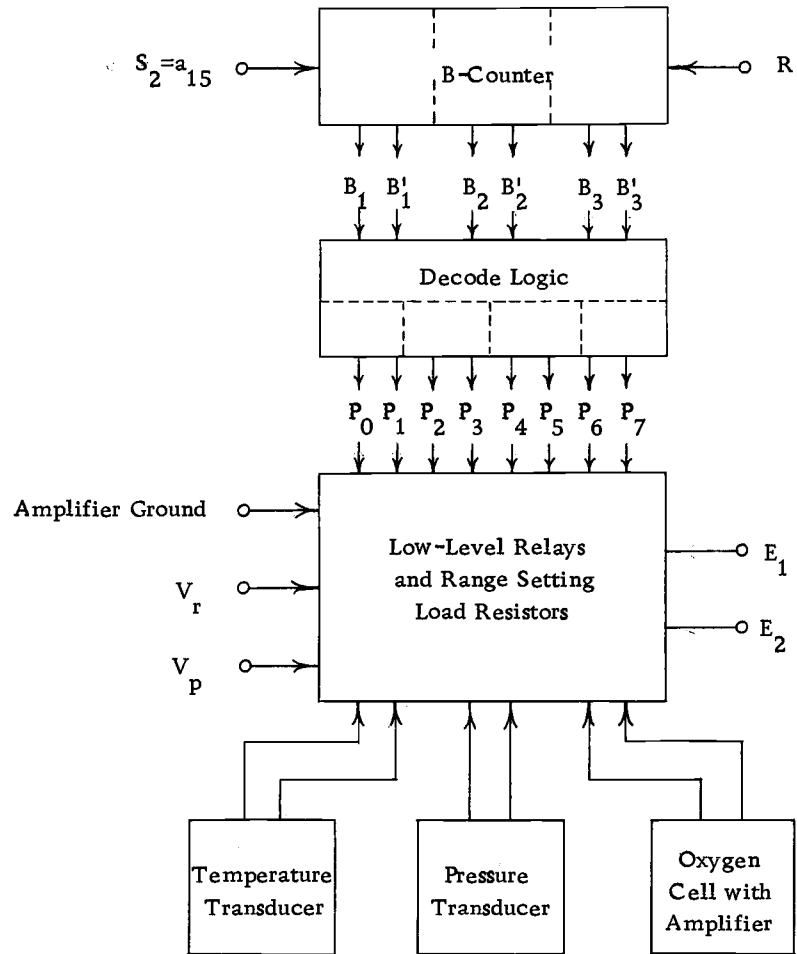 S₂=a₁₅
B-Counter
R
B₁ B'₁ B₂ B'₂ B₃ B'₃
Decode Logic
P₀ P₁ P₂ P₃ P₄ P₅ P₆ P₇
Amplifier Ground
V_r
V_p
Low-Level Relays
and Range Setting
Load Resistors
E₁
E₂
Temperature
Transducer
Pressure
Transducer
Oxygen
Cell with
Amplifier